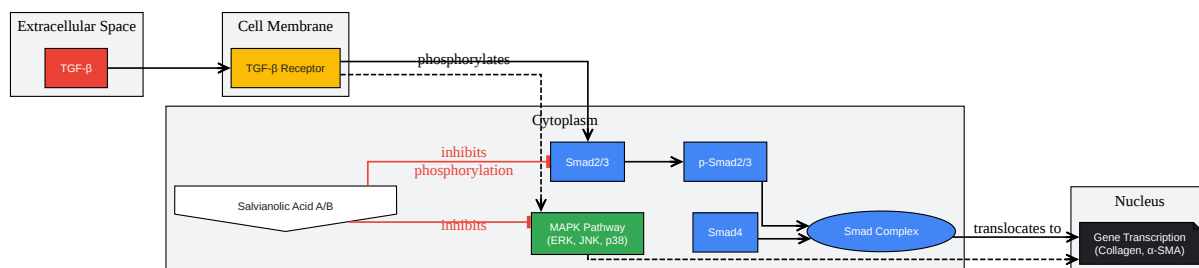 Extracellular Space
Cell Membrane
TGF-β
TGF-β Receptor
phosphorylates
Cytoplasm
inhibits
phosphorylation
Smad2/3
p-Smad2/3
Salvianolic Acid A/B
inhibits
MAPK Pathway
(ERK, JNK, p38)
Smad4
Smad Complex
translocates to
Nucleus
Gene Transcription
(Collagen, α-SMA)